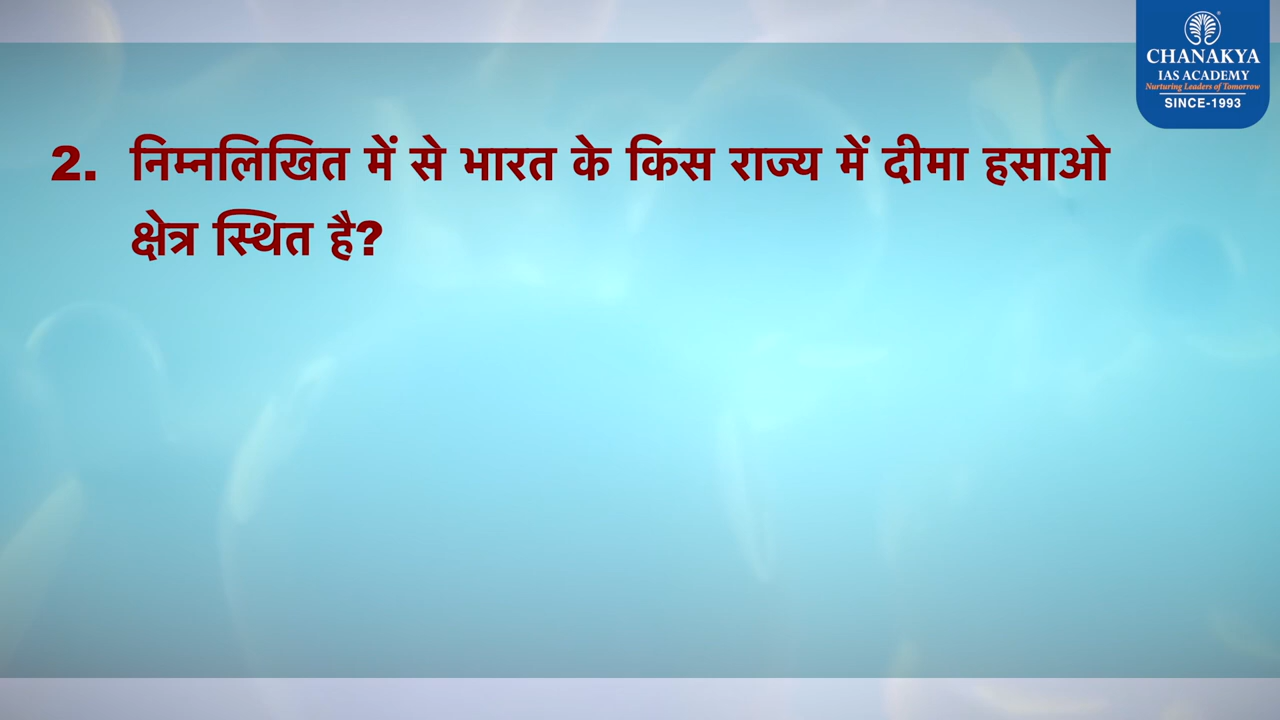 CHANAKYA
IAS ACADEMY
Nurturing Leaders of Tomorrow
SINCE-1993
2. निम्नलिखित में से भारत के किस राज्य में दीमा हसाओ
क्षेत्र स्थित है?